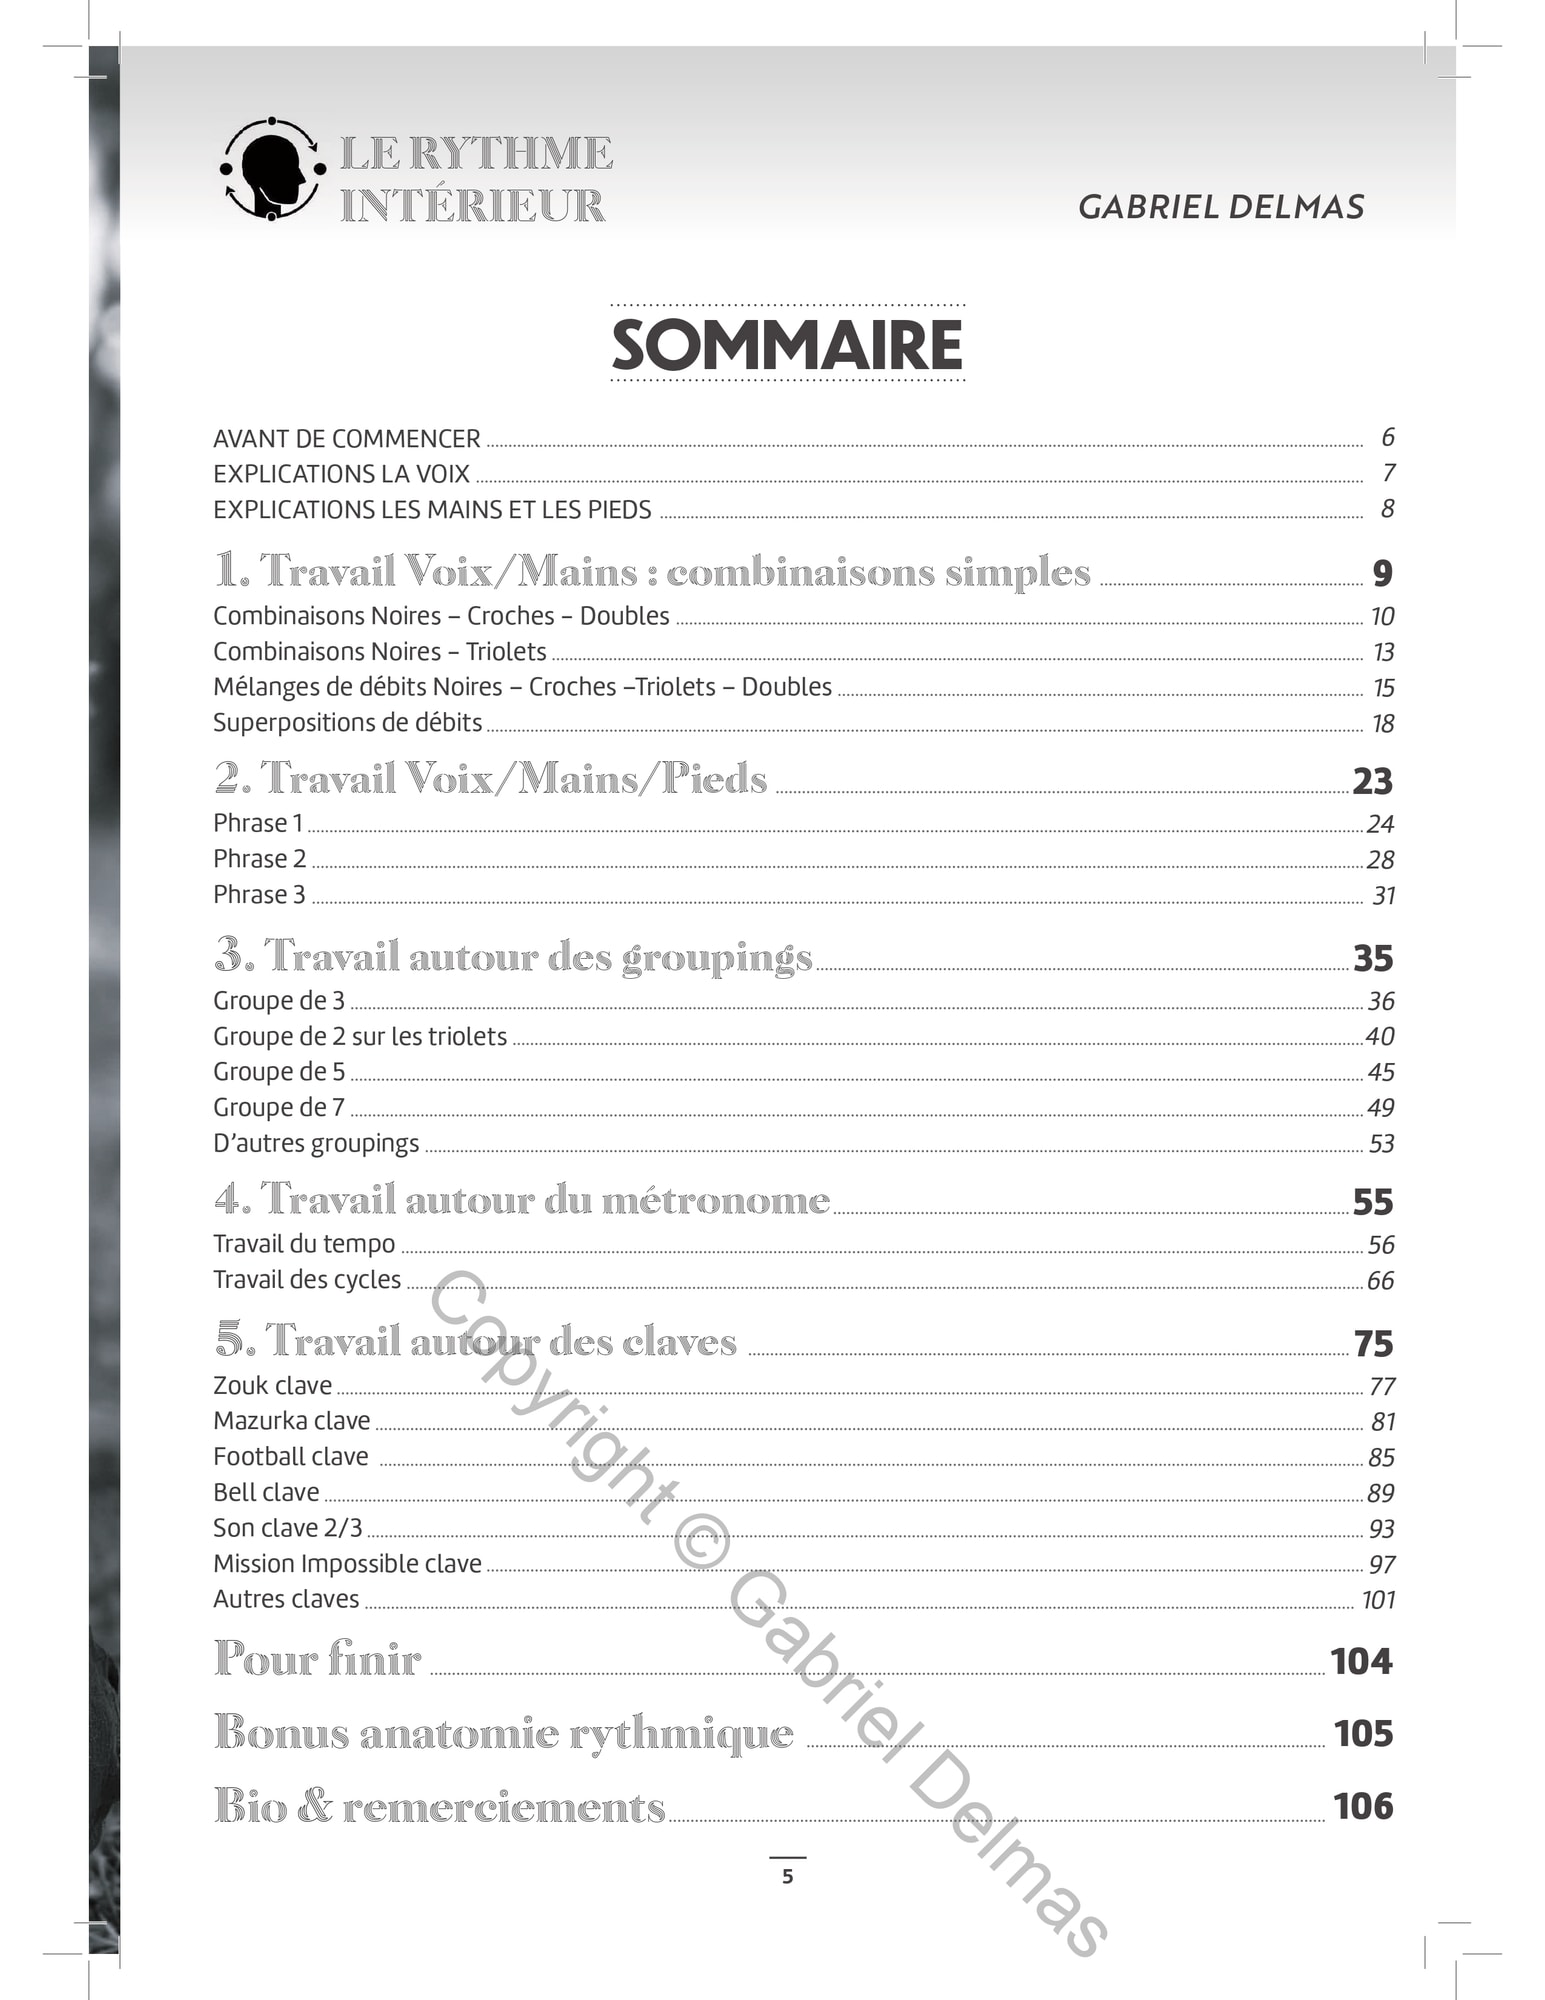 LE RYTHME
INTÉRIEUR
GABRIEL DELMAS
SOMMAIRE
AVANT DE COMMENCER 6
EXPLICATIONS LA VOIX 7
EXPLICATIONS LES MAINS ET LES PIEDS 8
1. Travail Voix/Mains : combinaisons simples 9
Combinaisons Noires – Croches – Doubles 10
Combinaisons Noires – Triolets 13
Mélanges de débits Noires – Croches –Triolets – Doubles 15
Superpositions de débits 18
2. Travail Voix/Mains/Pieds 23
Phrase 1 24
Phrase 2 28
Phrase 3 31
3. Travail autour des groupings 35
Groupe de 3 36
Groupe de 2 sur les triolets 40
Groupe de 5 45
Groupe de 7 49
D’autres groupings 53
4. Travail autour du métronome 55
Travail du tempo 56
Travail des cycles 66
5. Travail autour des claves 75
Zouk clave 77
Mazurka clave 81
Football clave 85
Bell clave 89
Son clave 2/3 93
Mission Impossible clave 97
Autres claves 101
Pour finir 104
Bonus anatomie rythmique 105
Bio & remerciements 106
5
Copyright © Gabriel Delmas